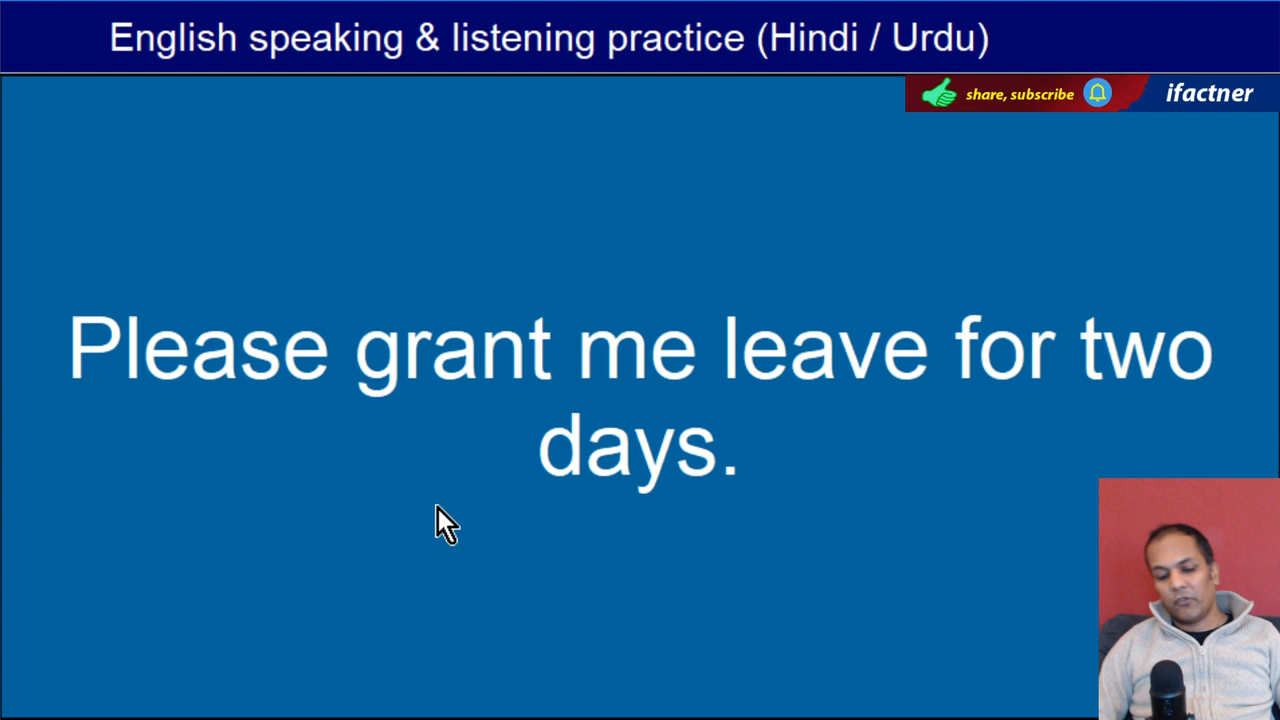 English speaking & listening practice (Hindi / Urdu)
share, subscribe
ifactner
Please grant me leave for two
days.